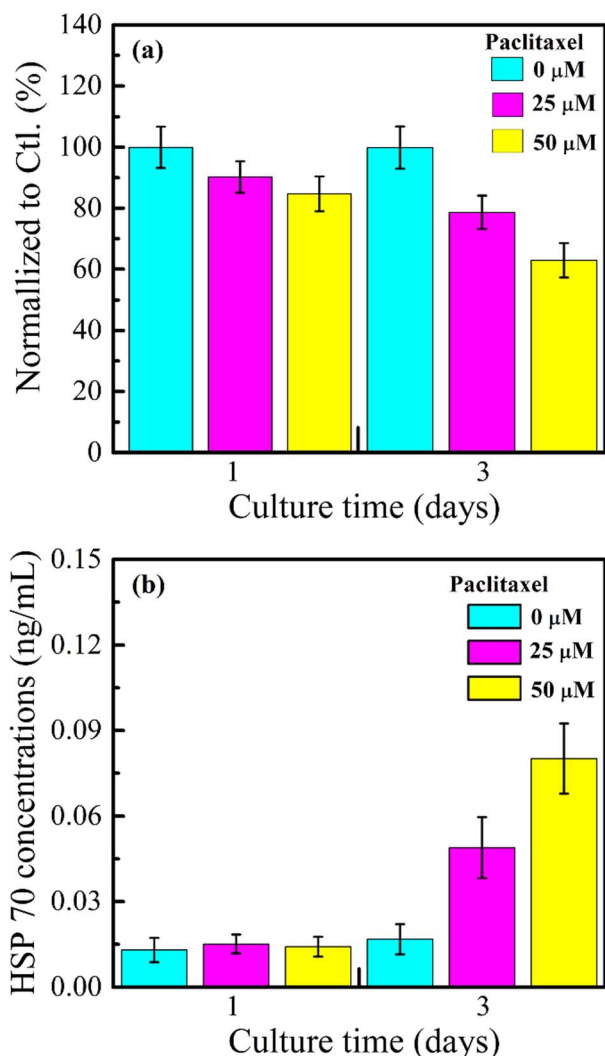 140
(a)
Paclitaxel
0 μM
25 μM
50 μM
120
100
80
60
40
20
0
Normallized to Ctl. (%)
1 3
Culture time (days)
0.15
(b)
Paclitaxel
0 μM
25 μM
50 μM
0.12
0.09
0.06
0.03
0.00
HSP 70 concentrations (ng/mL)
1 3
Culture time (days)